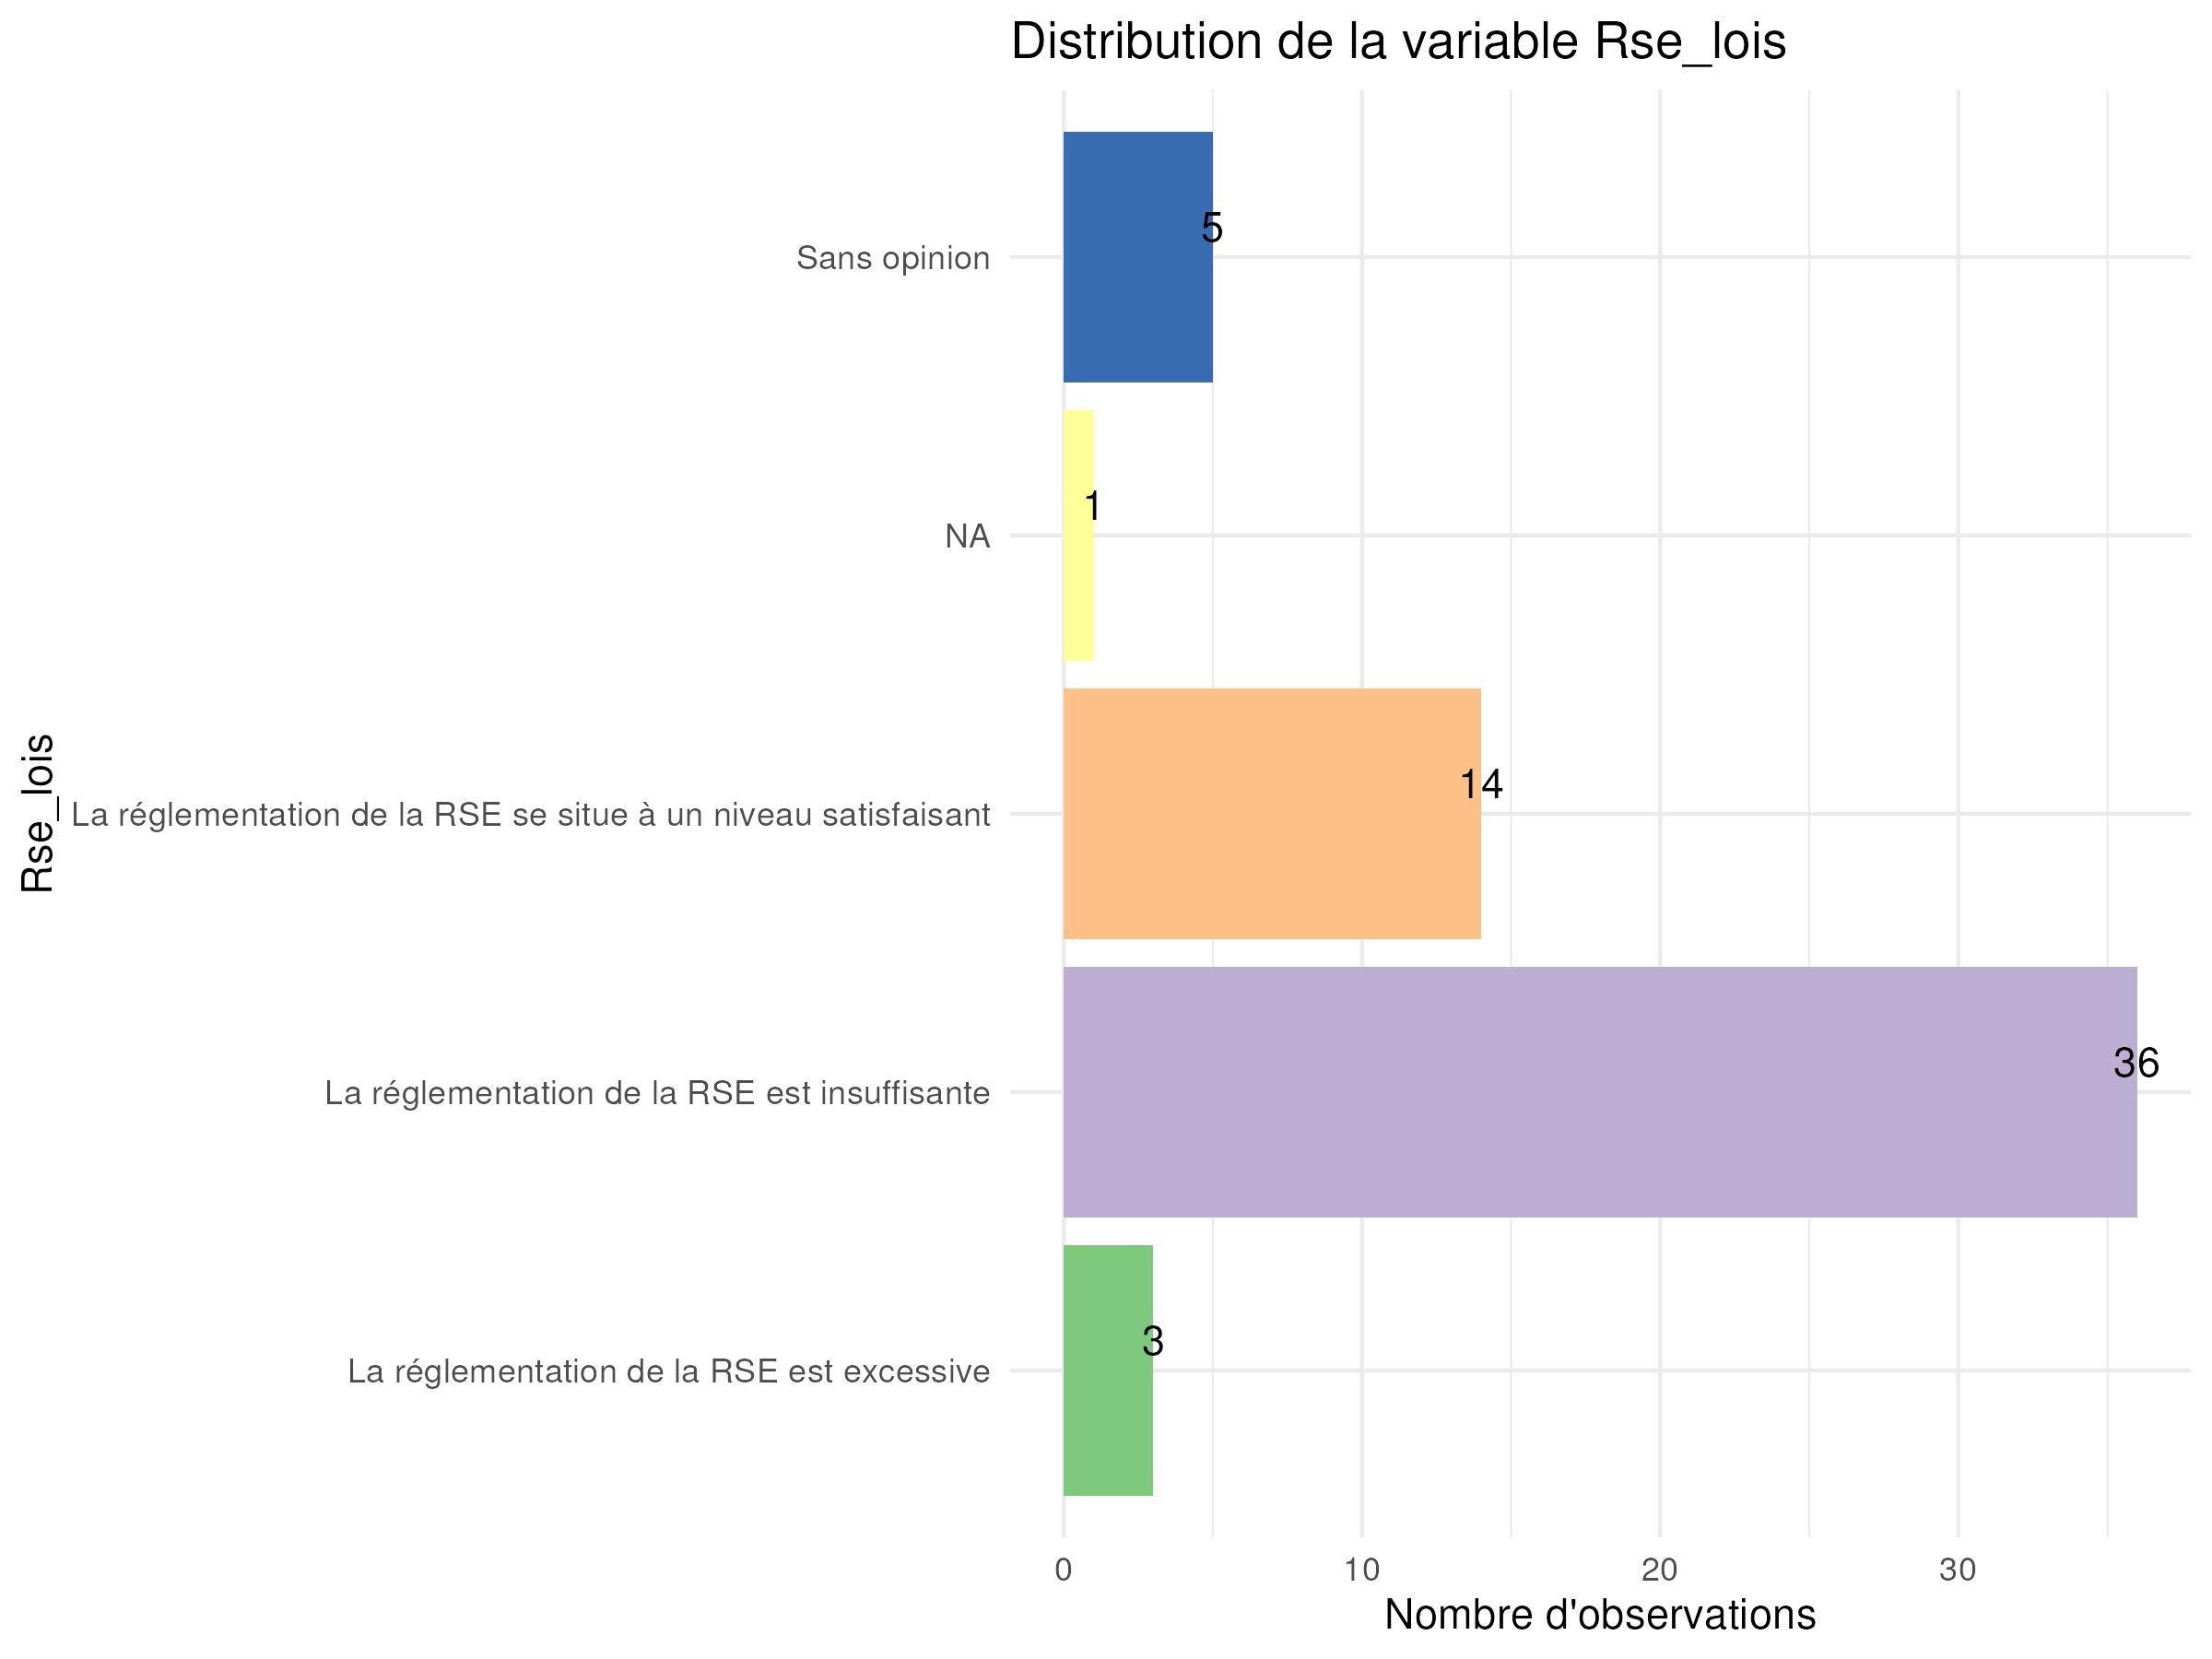 Distribution de la variable Rse_lois
Rse_lois
Sans opinion
5
NA
1
La réglementation de la RSE se situe à un niveau satisfaisant
14
La réglementation de la RSE est insuffisante
36
La réglementation de la RSE est excessive
3
0 10 20 30
Nombre d'observations